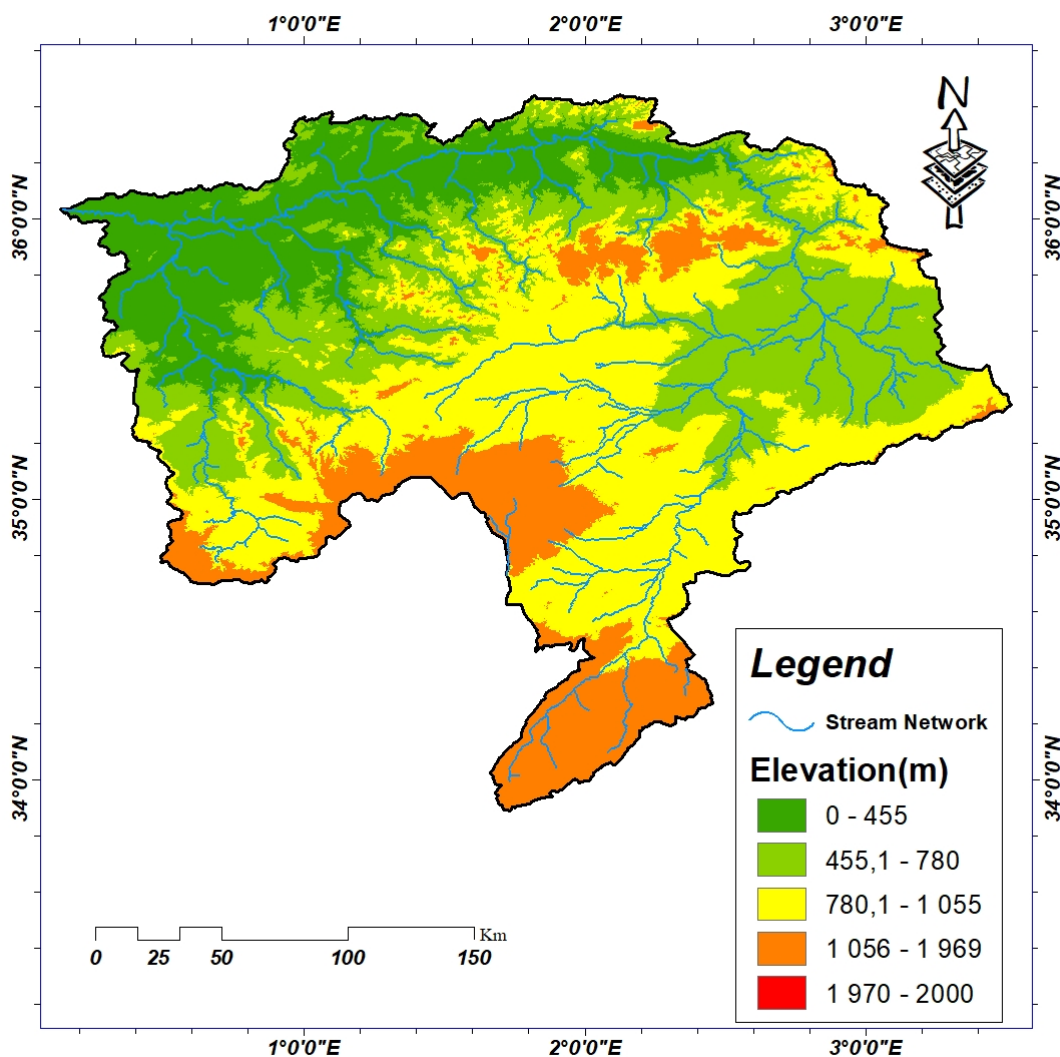 1°0'0"E 2°0'0"E 3°0'0"E
N
36°0'0"N 36°0'0"N
35°0'0"N 35°0'0"N
34°0'0"N 34°0'0"N
Legend
Stream Network
Elevation(m)
0 - 455
455,1 - 780
780,1 - 1 055
1 056 - 1 969
1 970 - 2000
Km
0 25 50 100 150
1°0'0"E 2°0'0"E 3°0'0"E